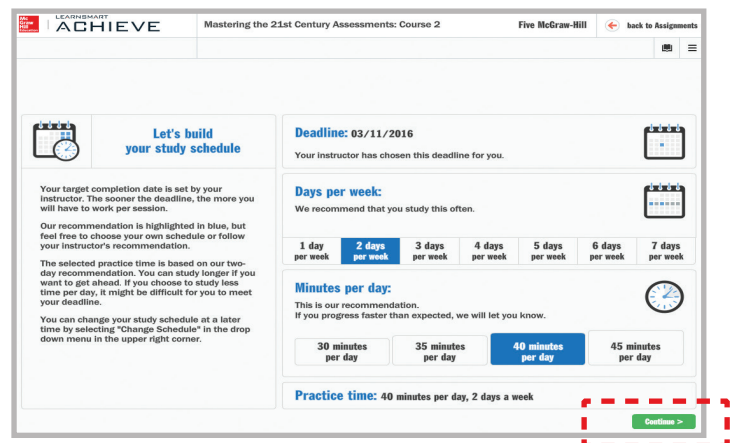 Mc
Graw
Hill
Education
LEARNSMART
ACHIEVE
Mastering the 21st Century Assessments: Course 2
Five McGraw-Hill
back to Assignments
Let's build
your study schedule
Your target completion date is set by your
instructor. The sooner the deadline, the more you
will have to work per session.
Our recommendation is highlighted in blue, but
feel free to choose your own schedule or follow
your instructor's recommendation.
The selected practice time is based on our two-
day recommendation. You can study longer if you
want to get ahead. If you choose to study less
time per day, it might be difficult for you to meet
your deadline.
You can change your study schedule at a later
time by selecting "Change Schedule" in the drop
down menu in the upper right corner.
Deadline: 03/11/2016
Your instructor has chosen this deadline for you.
Days per week:
We recommend that you study this often.
1 day
per week
2 days
per week
3 days
per week
4 days
per week
5 days
per week
6 days
per week
7 days
per week
Minutes per day:
This is our recommendation.
If you progress faster than expected, we will let you know.
30 minutes
per day
35 minutes
per day
40 minutes
per day
45 minutes
per day
Practice time: 40 minutes per day, 2 days a week
Continue >